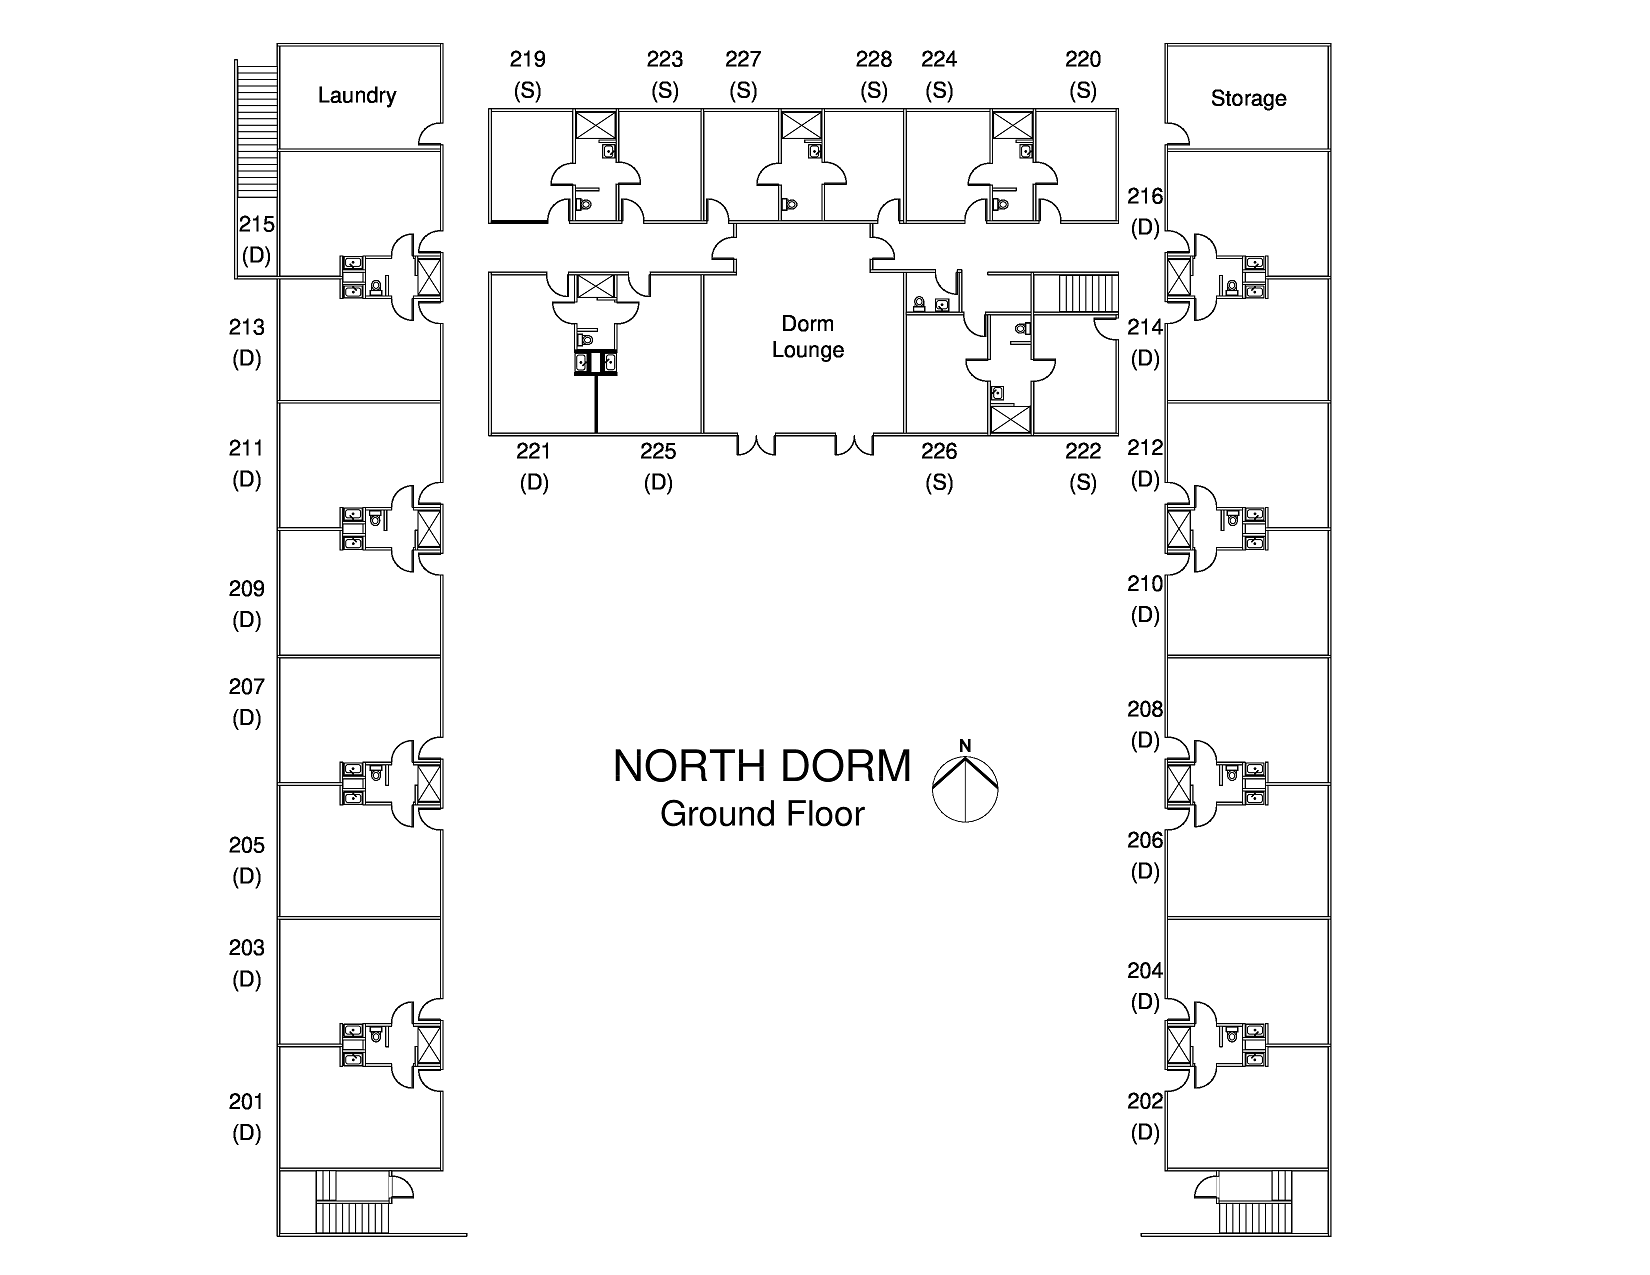 219
(S)
223
(S)
227
(S)
228
(S)
224
(S)
220
(S)
Laundry
Storage
215
(D)
216
(D)
213
(D)
Dorm
Lounge
214
(D)
211
(D)
221
(D)
225
(D)
226
(S)
222
(S)
212
(D)
209
(D)
210
(D)
207
(D)
208
(D)
NORTH DORM
Ground Floor
N
205
(D)
206
(D)
203
(D)
204
(D)
201
(D)
202
(D)